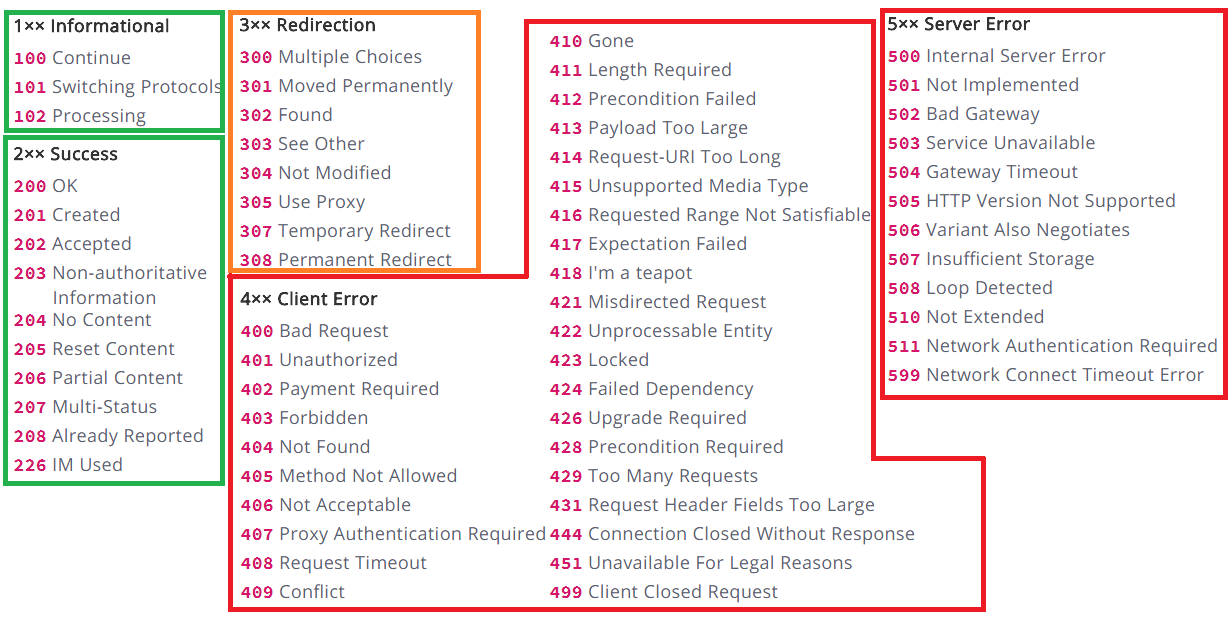 1×× Informational
100 Continue
101 Switching Protocols
102 Processing
2×× Success
200 OK
201 Created
202 Accepted
203 Non-authoritative
Information
204 No Content
205 Reset Content
206 Partial Content
207 Multi-Status
208 Already Reported
226 IM Used
3×× Redirection
300 Multiple Choices
301 Moved Permanently
302 Found
303 See Other
304 Not Modified
305 Use Proxy
307 Temporary Redirect
308 Permanent Redirect
4×× Client Error
400 Bad Request
401 Unauthorized
402 Payment Required
403 Forbidden
404 Not Found
405 Method Not Allowed
406 Not Acceptable
407 Proxy Authentication Required
408 Request Timeout
409 Conflict
410 Gone
411 Length Required
412 Precondition Failed
413 Payload Too Large
414 Request-URI Too Long
415 Unsupported Media Type
416 Requested Range Not Satisfiable
417 Expectation Failed
418 I'm a teapot
421 Misdirected Request
422 Unprocessable Entity
423 Locked
424 Failed Dependency
426 Upgrade Required
428 Precondition Required
429 Too Many Requests
431 Request Header Fields Too Large
444 Connection Closed Without Response
451 Unavailable For Legal Reasons
499 Client Closed Request
5×× Server Error
500 Internal Server Error
501 Not Implemented
502 Bad Gateway
503 Service Unavailable
504 Gateway Timeout
505 HTTP Version Not Supported
506 Variant Also Negotiates
507 Insufficient Storage
508 Loop Detected
510 Not Extended
511 Network Authentication Required
599 Network Connect Timeout Error